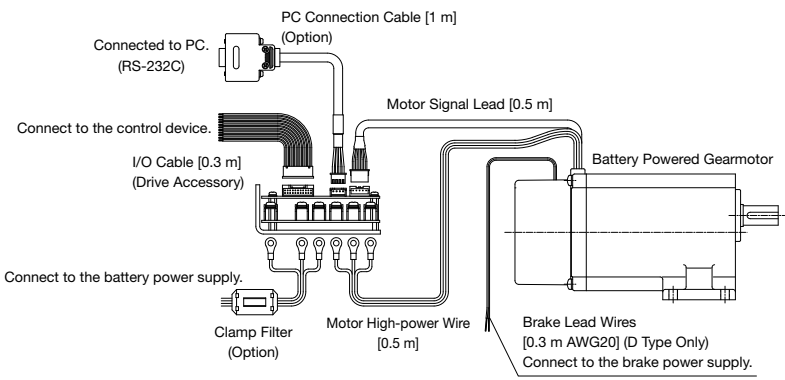 PC Connection Cable [1 m]
(Option)
Connected to PC.
(RS-232C)
Motor Signal Lead [0.5 m]
Connect to the control device.
I/O Cable [0.3 m]
(Drive Accessory)
Battery Powered Gearmotor
Connect to the battery power supply.
Clamp Filter
(Option)
Motor High-power Wire
[0.5 m]
Brake Lead Wires
[0.3 m AWG20] (D Type Only)
Connect to the brake power supply.